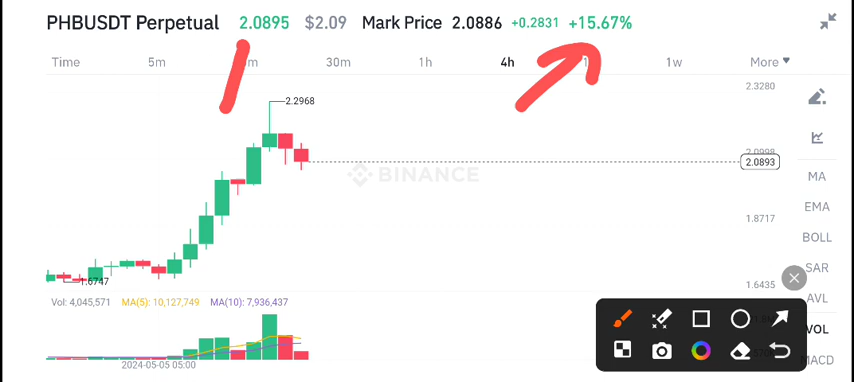 PHBUSDT Perpetual 2.0895 $2.09 Mark Price 2.0886 +0.2831 +15.67%
Time 5m 30m 1h 4h 1w More
2.3280
2.2968
2.0893
BINANCE
MA
EMA
1.8717
BOLL
SAR
1.6747
1.6435
AVL
Vol: 4,045,571 MA(5): 10,127,749 MA(10): 7,936,437
VOL
MACD
2024-05-05 05:00